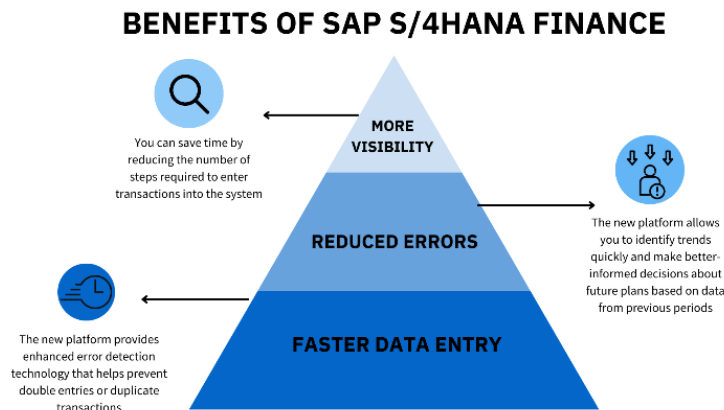 BENEFITS OF SAP S/4HANA FINANCE
MORE
VISIBILITY
You can save time by
reducing the number of
steps required to enter
transactions into the system
REDUCED ERRORS
The new platform allows
you to identify trends
quickly and make better-
informed decisions about
future plans based on data
from previous periods
FASTER DATA ENTRY
The new platform provides
enhanced error detection
technology that helps prevent
double entries or duplicate
transactions